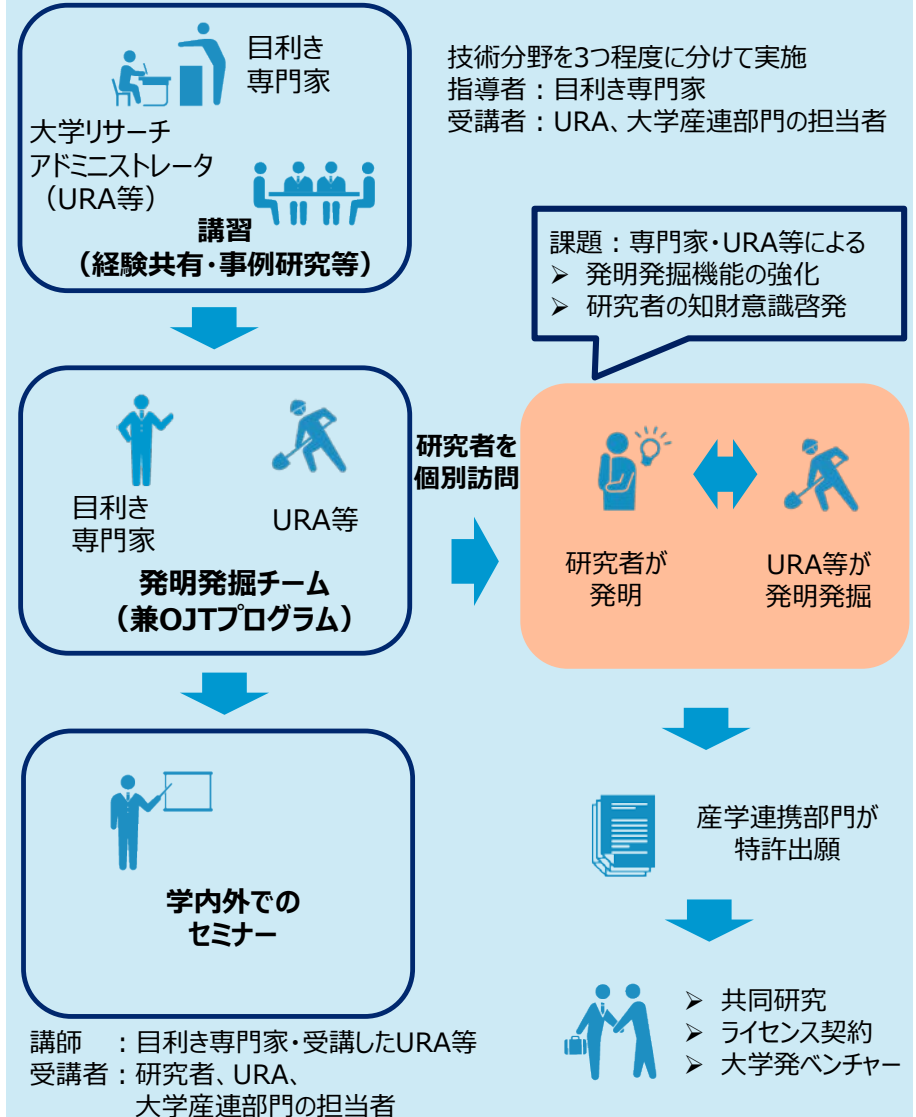 目利き
専門家
大学リサーチ
アドミニストレータ
（URA等）
講習
（経験共有・事例研究等）
技術分野を3つ程度に分けて実施
指導者：目利き専門家
受講者：URA、大学産連部門の担当者
課題：専門家・URA等による
➢ 発明発掘機能の強化
➢ 研究者の知財意識啓発
目利き
専門家
URA等
発明発掘チーム
（兼OJTプログラム）
研究者を
個別訪問
研究者が
発明
URA等が
発明発掘
学内外での
セミナー
講師　：目利き専門家・受講したURA等
受講者：研究者、URA、
大学産連部門の担当者
産学連携部門が
特許出願
➢ 共同研究
➢ ライセンス契約
➢ 大学発ベンチャー